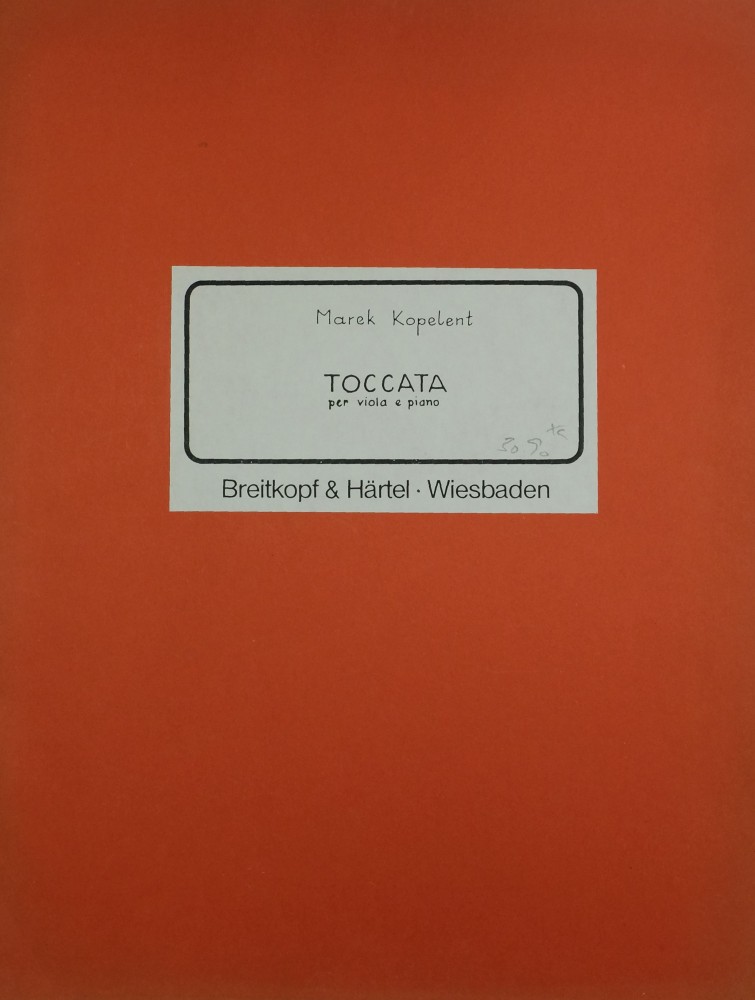 Marek Kopelent
TOCCATA
per viola e piano
Breitkopf & Härtel · Wiesbaden